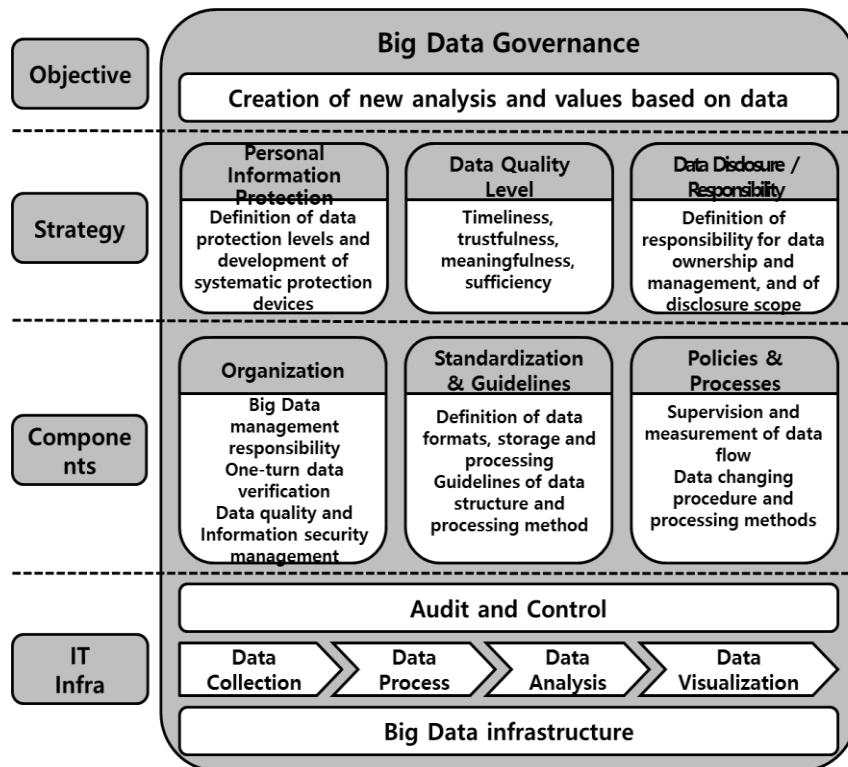 Big Data Governance
Objective
Creation of new analysis and values based on data
Strategy
Personal
Information
Protection
Definition of data
protection levels and
development of
systematic protection
devices
Data Quality
Level
Timeliness,
trustfulness,
meaningfulness,
sufficiency
Data Disclosure /
Responsibility
Definition of
responsibility for data
ownership and
management, and of
disclosure scope
Compone
nts
Organization
Big Data
management
responsibility
One-turn data
verification
Data quality and
Information security
management
Standardization
& Guidelines
Definition of data
formats, storage and
processing
Guidelines of data
structure and
processing method
Policies &
Processes
Supervision and
measurement of data
flow
Data changing
procedure and
processing methods
IT
Infra
Audit and Control
Data
Collection
Data
Process
Data
Analysis
Data
Visualization
Big Data infrastructure